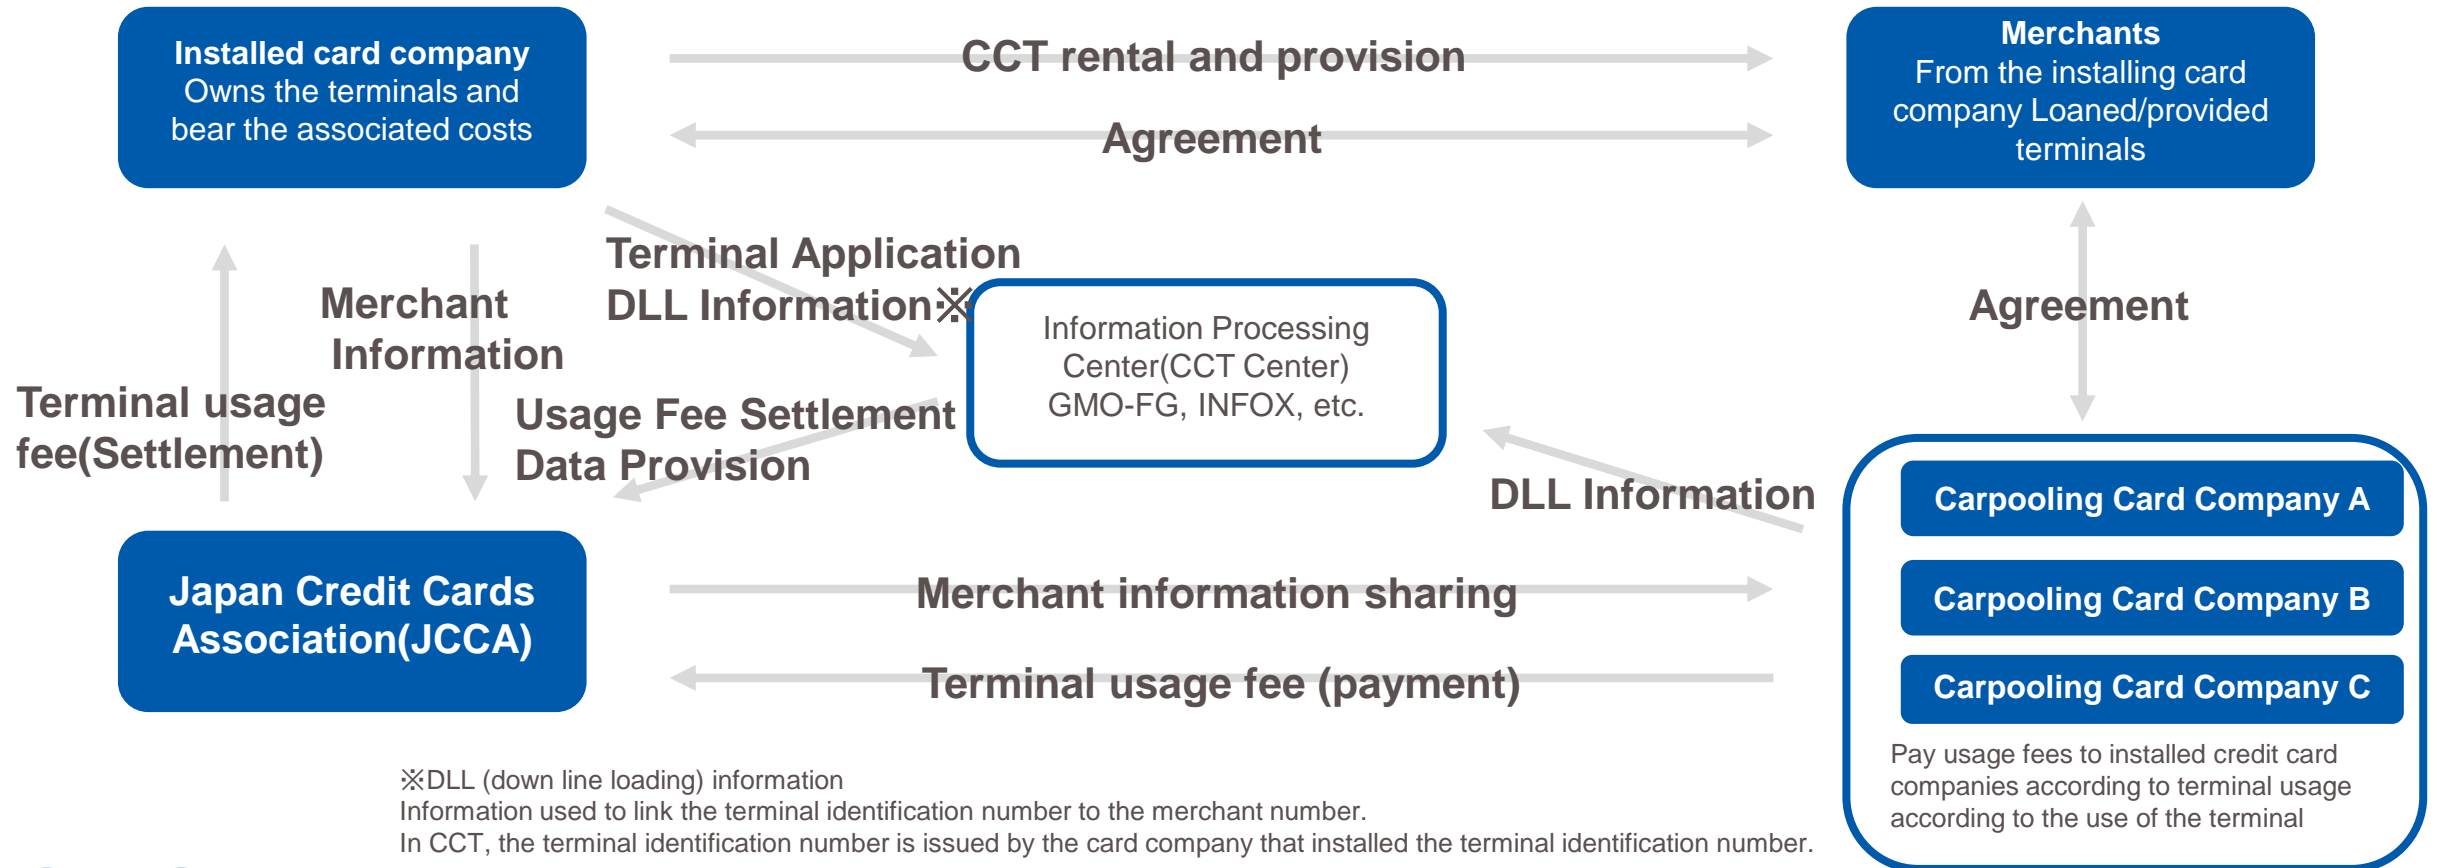 Installed card company
Owns the terminals and
bear the associated costs
CCT rental and provision
Agreement
Merchants
From the installing card
company Loaned/provided
terminals
Terminal Application
DLL Information※
Merchant
Information
Terminal usage
fee(Settlement)
Usage Fee Settlement
Data Provision
Information Processing
Center(CCT Center)
GMO-FG, INFOX, etc.
Agreement
DLL Information
Japan Credit Cards
Association(JCCA)
Merchant information sharing
Terminal usage fee (payment)
Carpooling Card Company A
Carpooling Card Company B
Carpooling Card Company C
Pay usage fees to installed credit card
companies according to terminal usage
according to the use of the terminal
※DLL (down line loading) information
Information used to link the terminal identification number to the merchant number.
In CCT, the terminal identification number is issued by the card company that installed the terminal identification number.